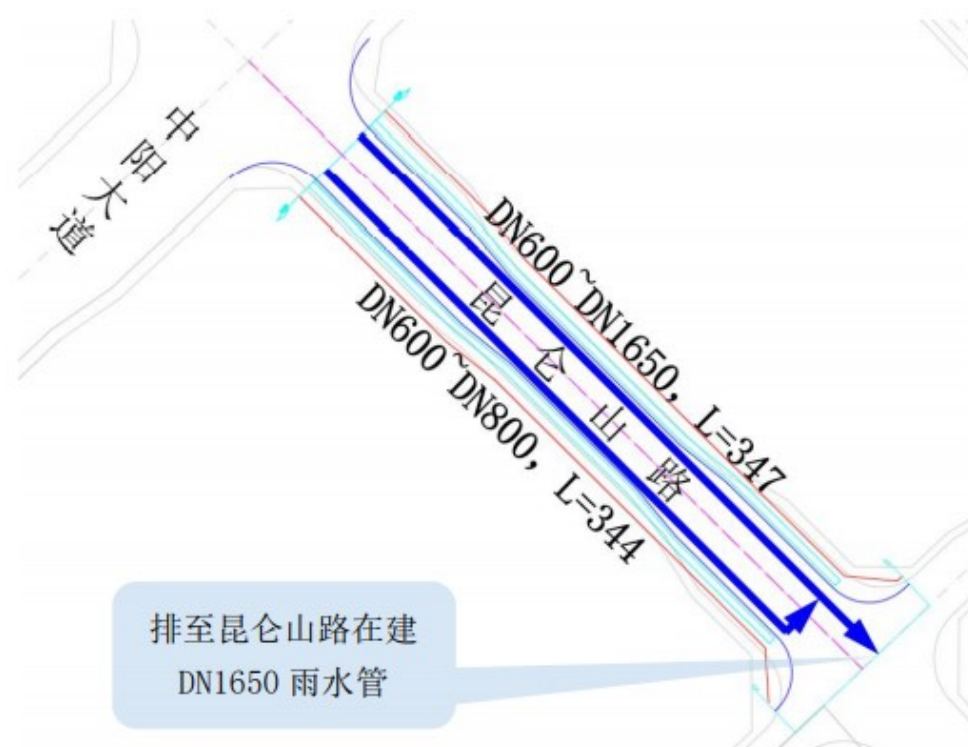 中阳大道
DN600~DN1650, L=347
昆仑山路
DN600~DN800, L=344
排至昆仑山路在建
DN1650 雨水管